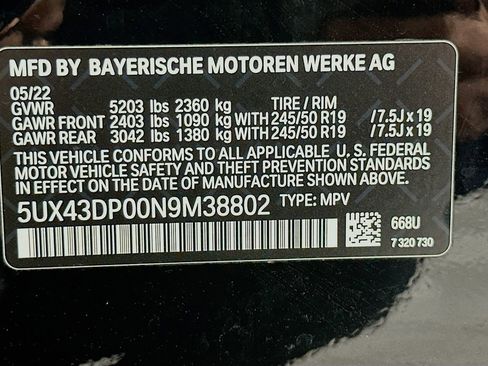 MFD BY BAYERISCHE MOTOREN WERKE AG
05/22
GVWR 5203 lbs 2360 kg TIRE / RIM
GAWR FRONT 2403 lbs 1090 kg WITH 245/50 R19 /7.5J x 19
GAWR REAR 3042 lbs 1380 kg WITH 245/50 R19 /7.5J x 19
THIS VEHICLE CONFORMS TO ALL APPLICABLE U. S. FEDERAL
MOTOR VEHICLE SAFETY, BUMPER AND THEFT PREVENTION
STANDARDS IN EFFECT ON THE DATE OF MANUFACTURE SHOWN ABOVE.
5UX43DP00N9M38802 TYPE: MPV
668U
7 320 730